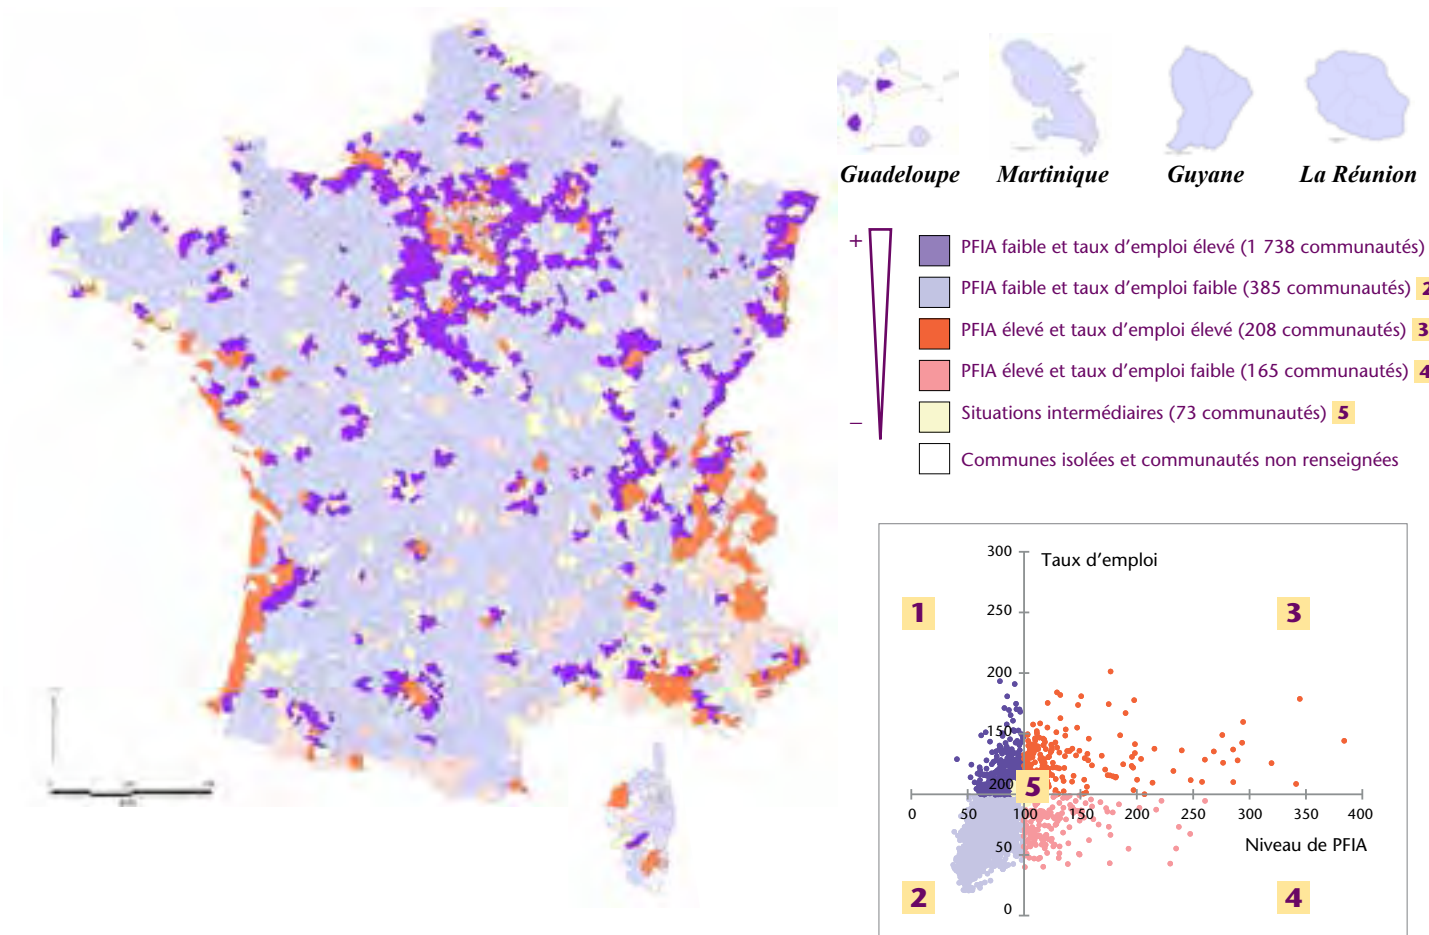 Guadeloupe
Martinique
Guyane
La Réunion
+
PFIA faible et taux d'emploi élevé (1 738 communautés)
PFIA faible et taux d'emploi faible (385 communautés) 2
PFIA élevé et taux d'emploi élevé (208 communautés) 3
PFIA élevé et taux d'emploi faible (165 communautés) 4
Situations intermédiaires (73 communautés) 5
–
Communes isolées et communautés non renseignées
300
Taux d'emploi
1
250
3
200
150
200
5
0
50
100
150
200
250
300
350
400
50
Niveau de PFIA
2
0
4